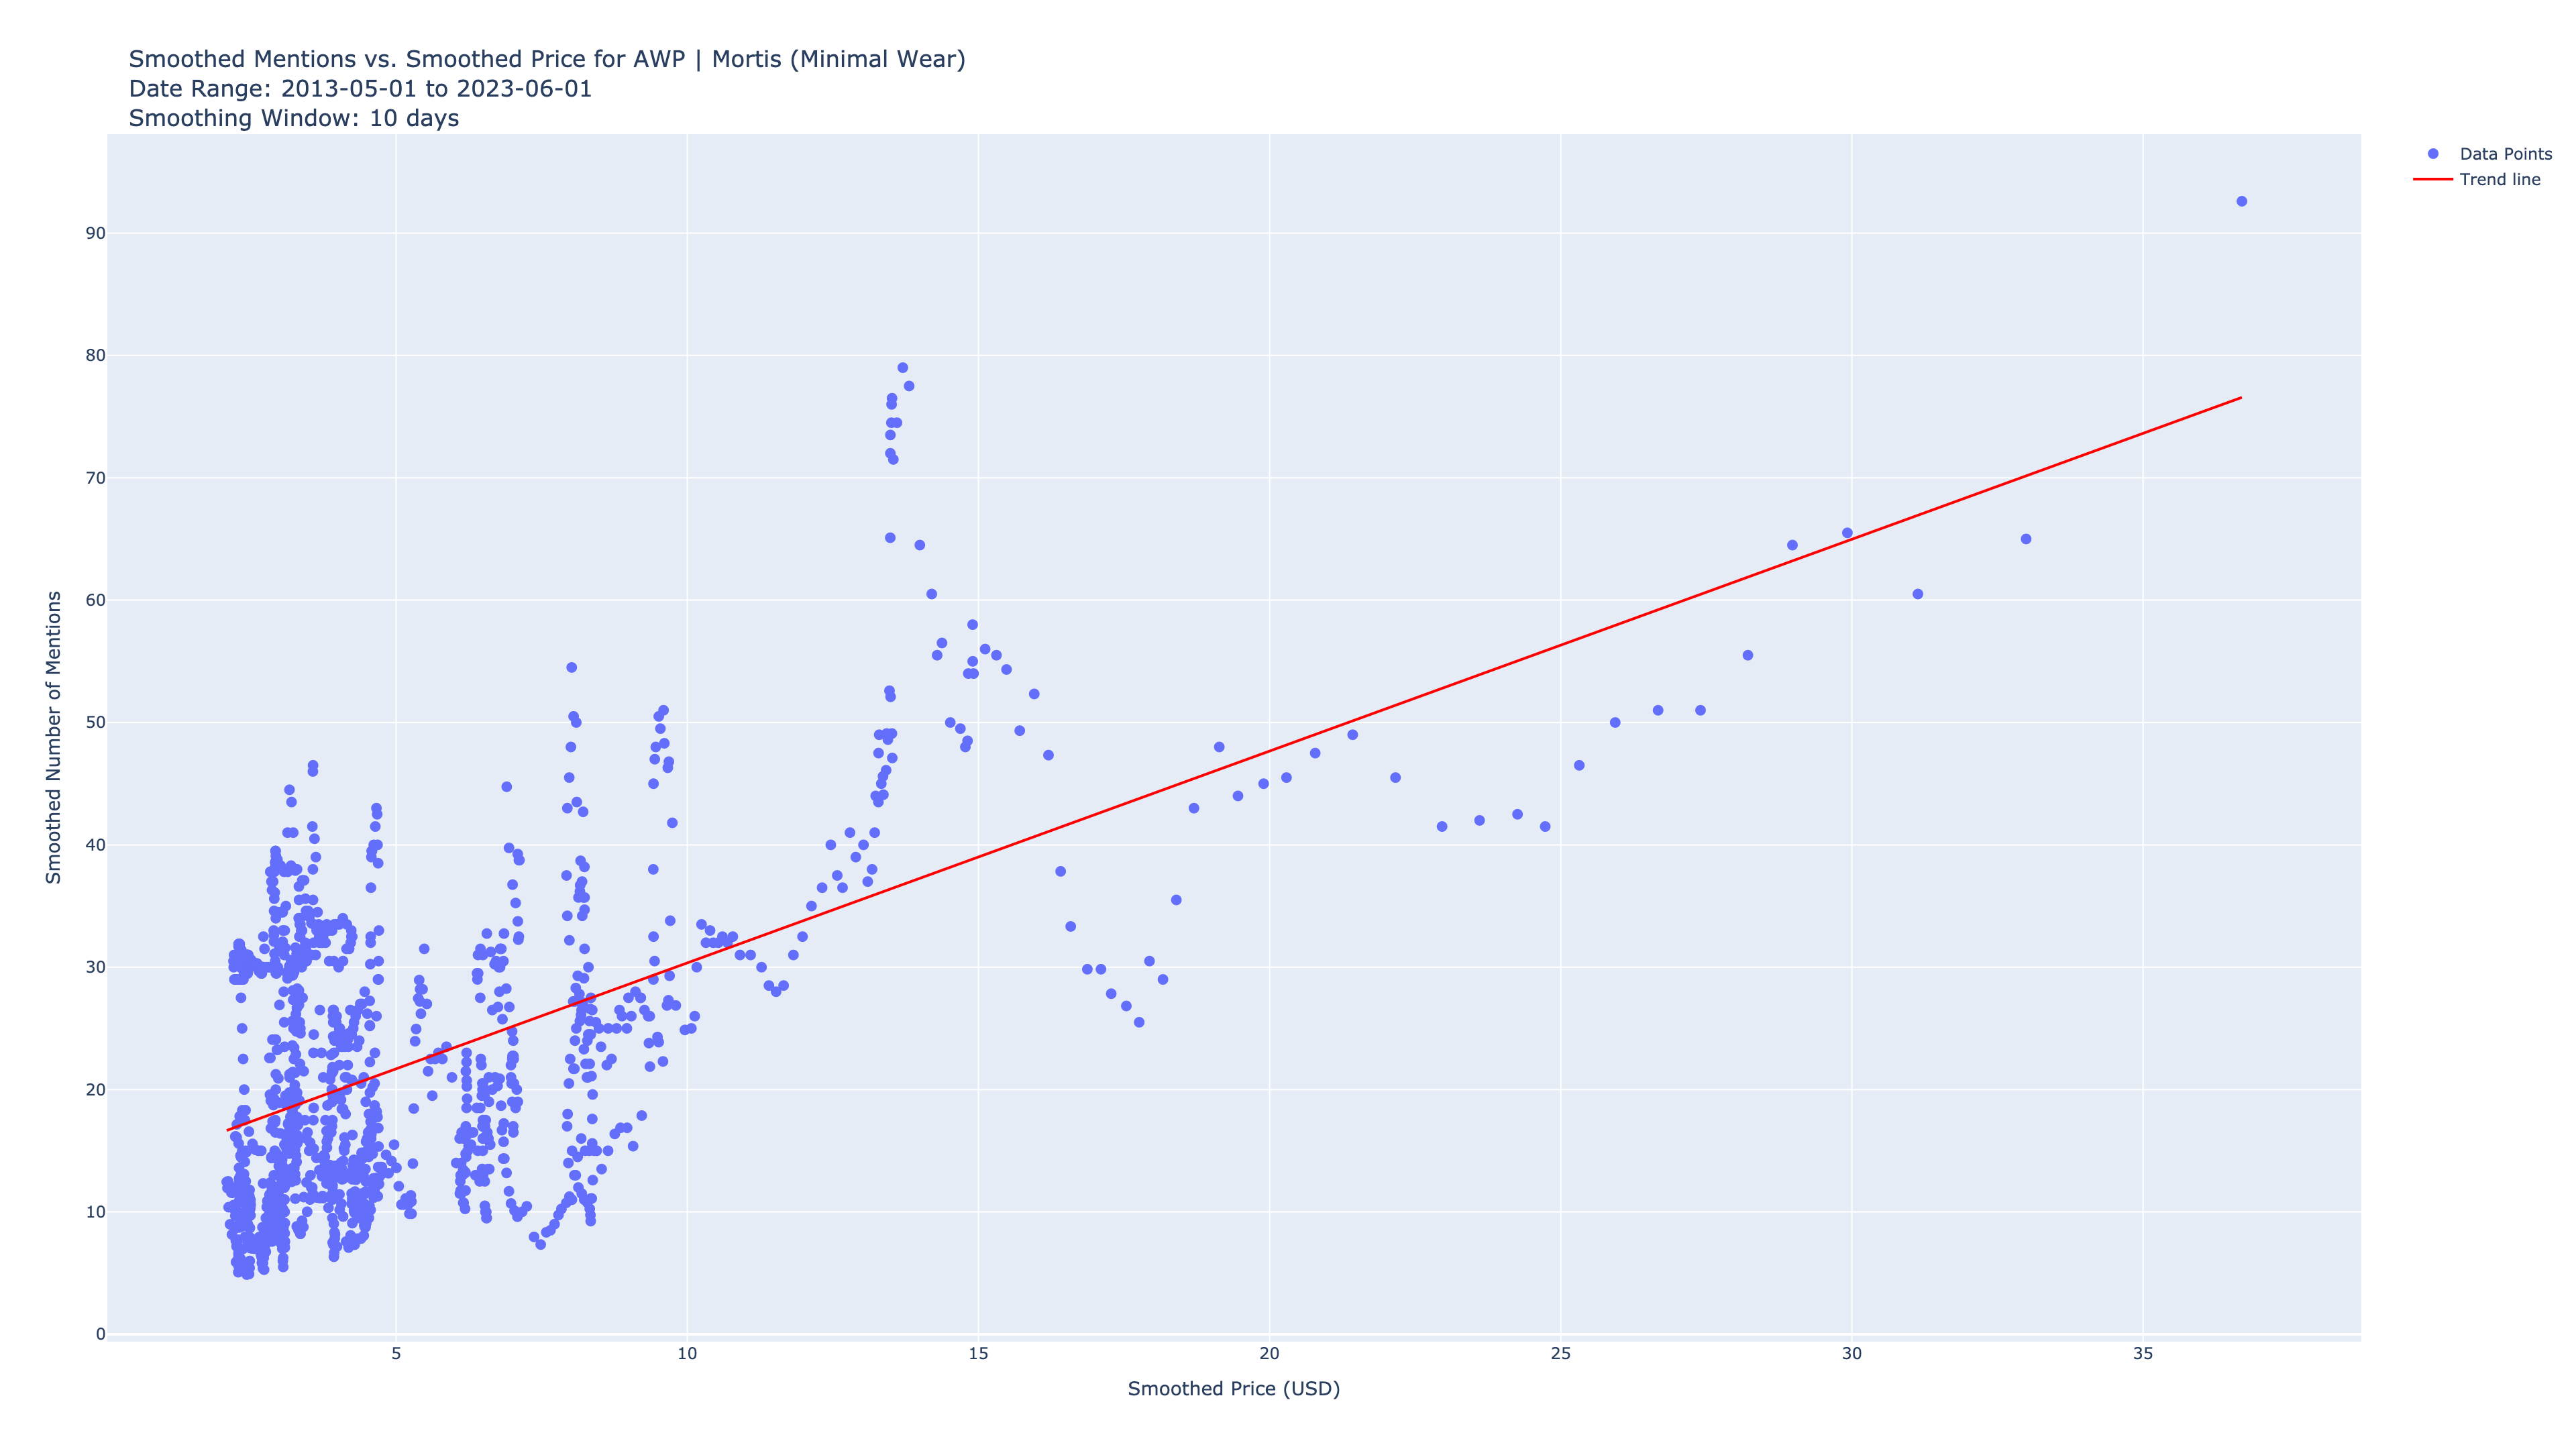 Smoothed Mentions vs. Smoothed Price for AWP | Mortis (Minimal Wear)
Date Range: 2013-05-01 to 2023-06-01
Smoothing Window: 10 days
Data Points
Trend line
Smoothed Number of Mentions
90
80
70
60
50
40
30
20
10
0
5 10 15 20 25 30 35
Smoothed Price (USD)